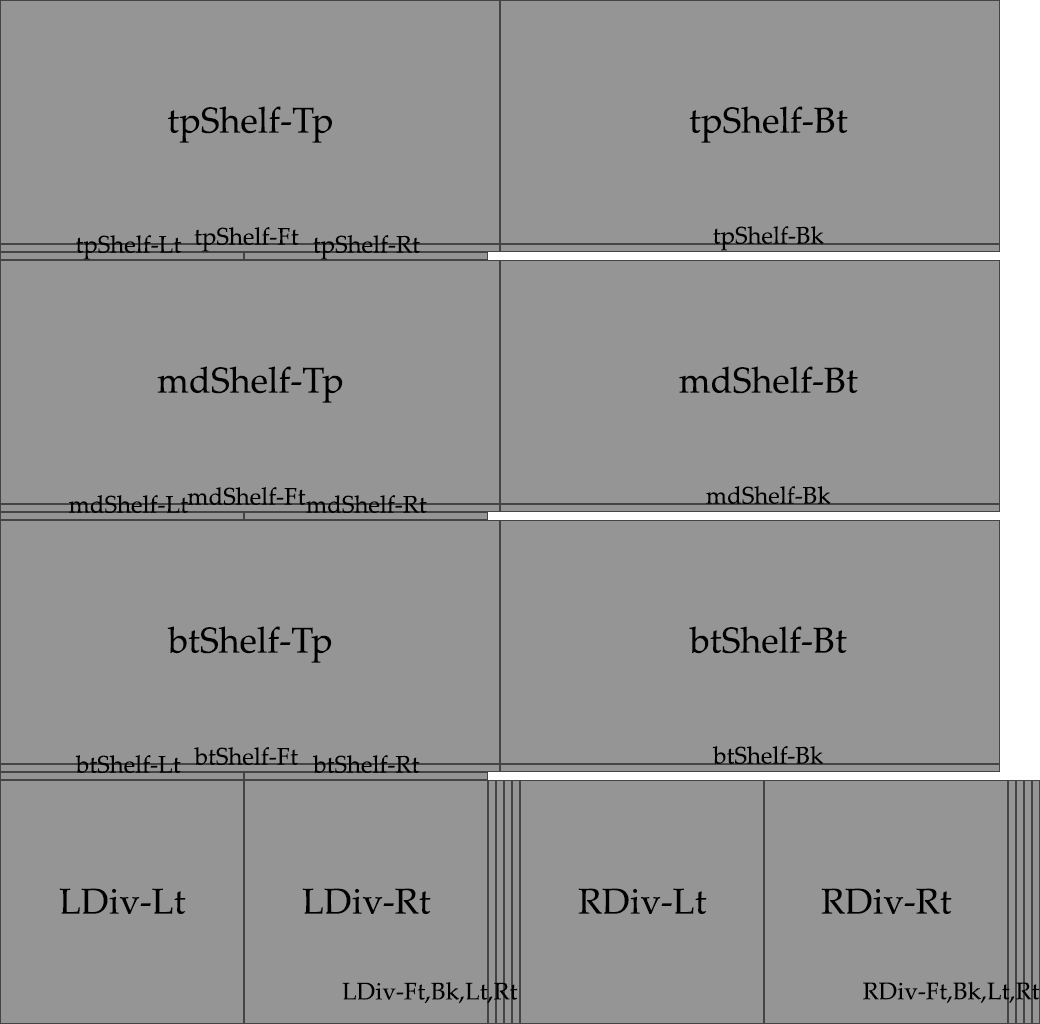 tpShelf-Tp
tpShelf-Bt
tpShelf-Lt
tpShelf-Ft
tpShelf-Rt
tpShelf-Bk
mdShelf-Tp
mdShelf-Bt
mdShelf-Lt
mdShelf-Ft
mdShelf-Rt
mdShelf-Bk
btShelf-Tp
btShelf-Bt
btShelf-Lt
btShelf-Ft
btShelf-Rt
btShelf-Bk
LDiv-Lt
LDiv-Rt
RDiv-Lt
RDiv-Rt
LDiv-Ft,Bk,Lt,Rt
RDiv-Ft,Bk,Lt,Rt